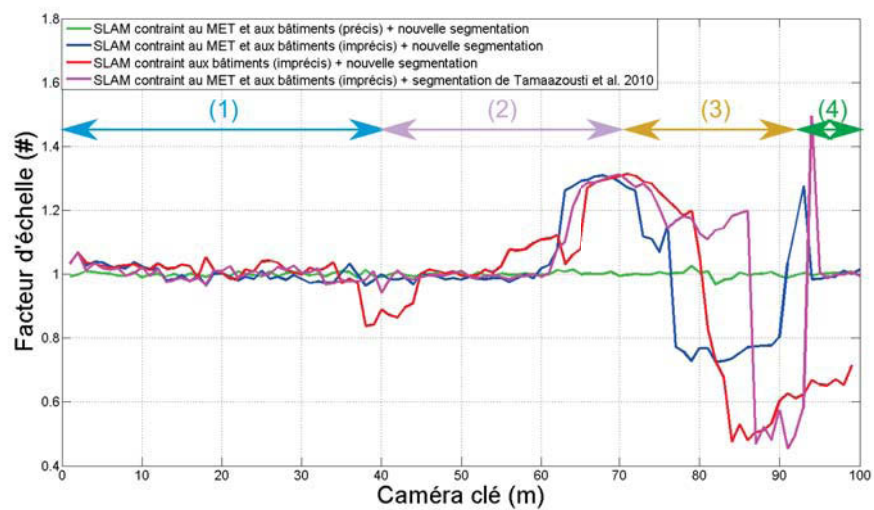 1.8
SLAM contraint au MET et aux bâtiments (précis) + nouvelle segmentation
SLAM contraint au MET et aux bâtiments (imprécis) + nouvelle segmentation
SLAM contraint aux bâtiments (imprécis) + nouvelle segmentation
SLAM contraint au MET et aux bâtiments (imprécis) + segmentation de Tamaazousti et al. 2010
1.6
(1) (2) (3) (4)
1.4
1.2
1
0.8
0.6
0.4
Facteur d'échelle (#)
0 10 20 30 40 50 60 70 80 90 100
Caméra clé (m)